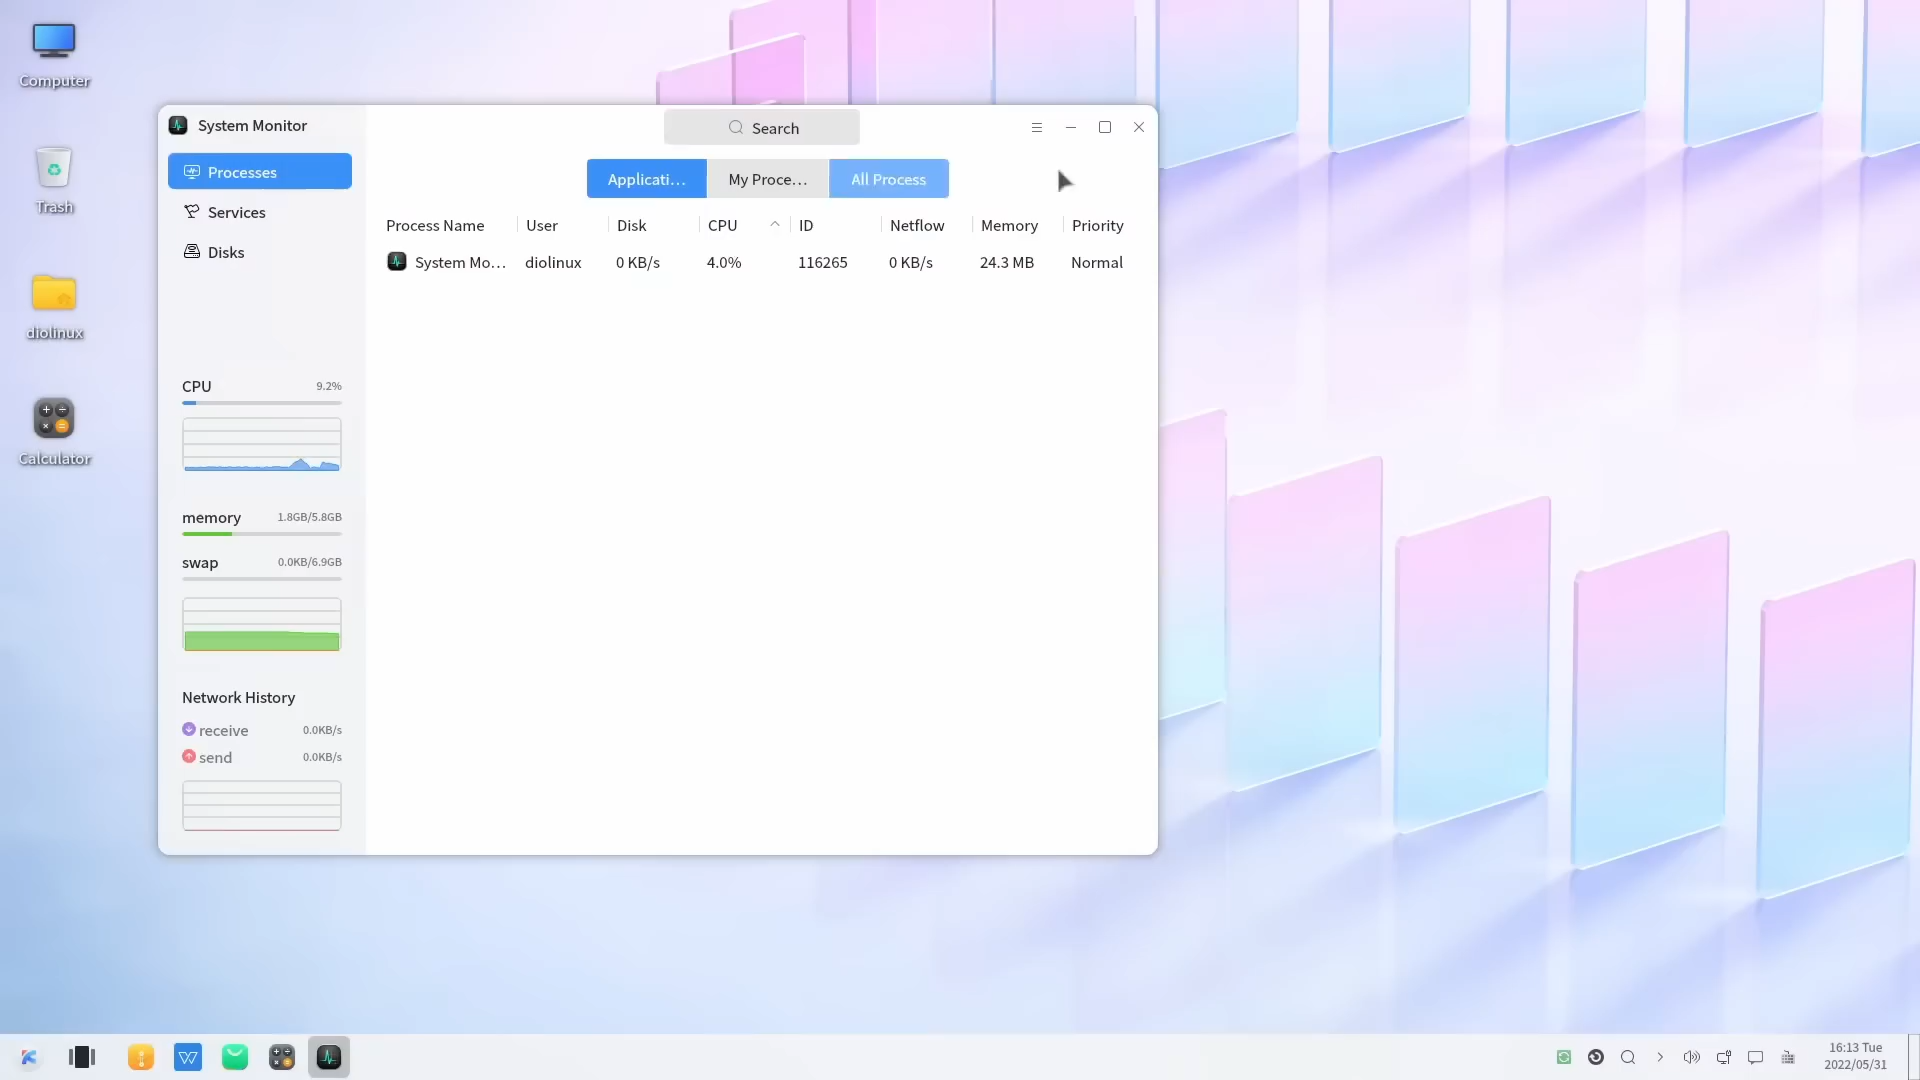 Computer
Trash
diolinux
Calculator
System Monitor
Search
Processes
Services
Disks
Applicati...
My Proce...
All Process
Process Name
User
Disk
CPU
ID
Netflow
Memory
Priority
System Mo...
diolinux
0 KB/s
4.0%
116265
0 KB/s
24.3 MB
Normal
CPU
9.2%
memory
1.8GB/5.8GB
swap
0.0KB/6.9GB
Network History
receive
0.0KB/s
send
0.0KB/s
16:13 Tue
2022/05/31